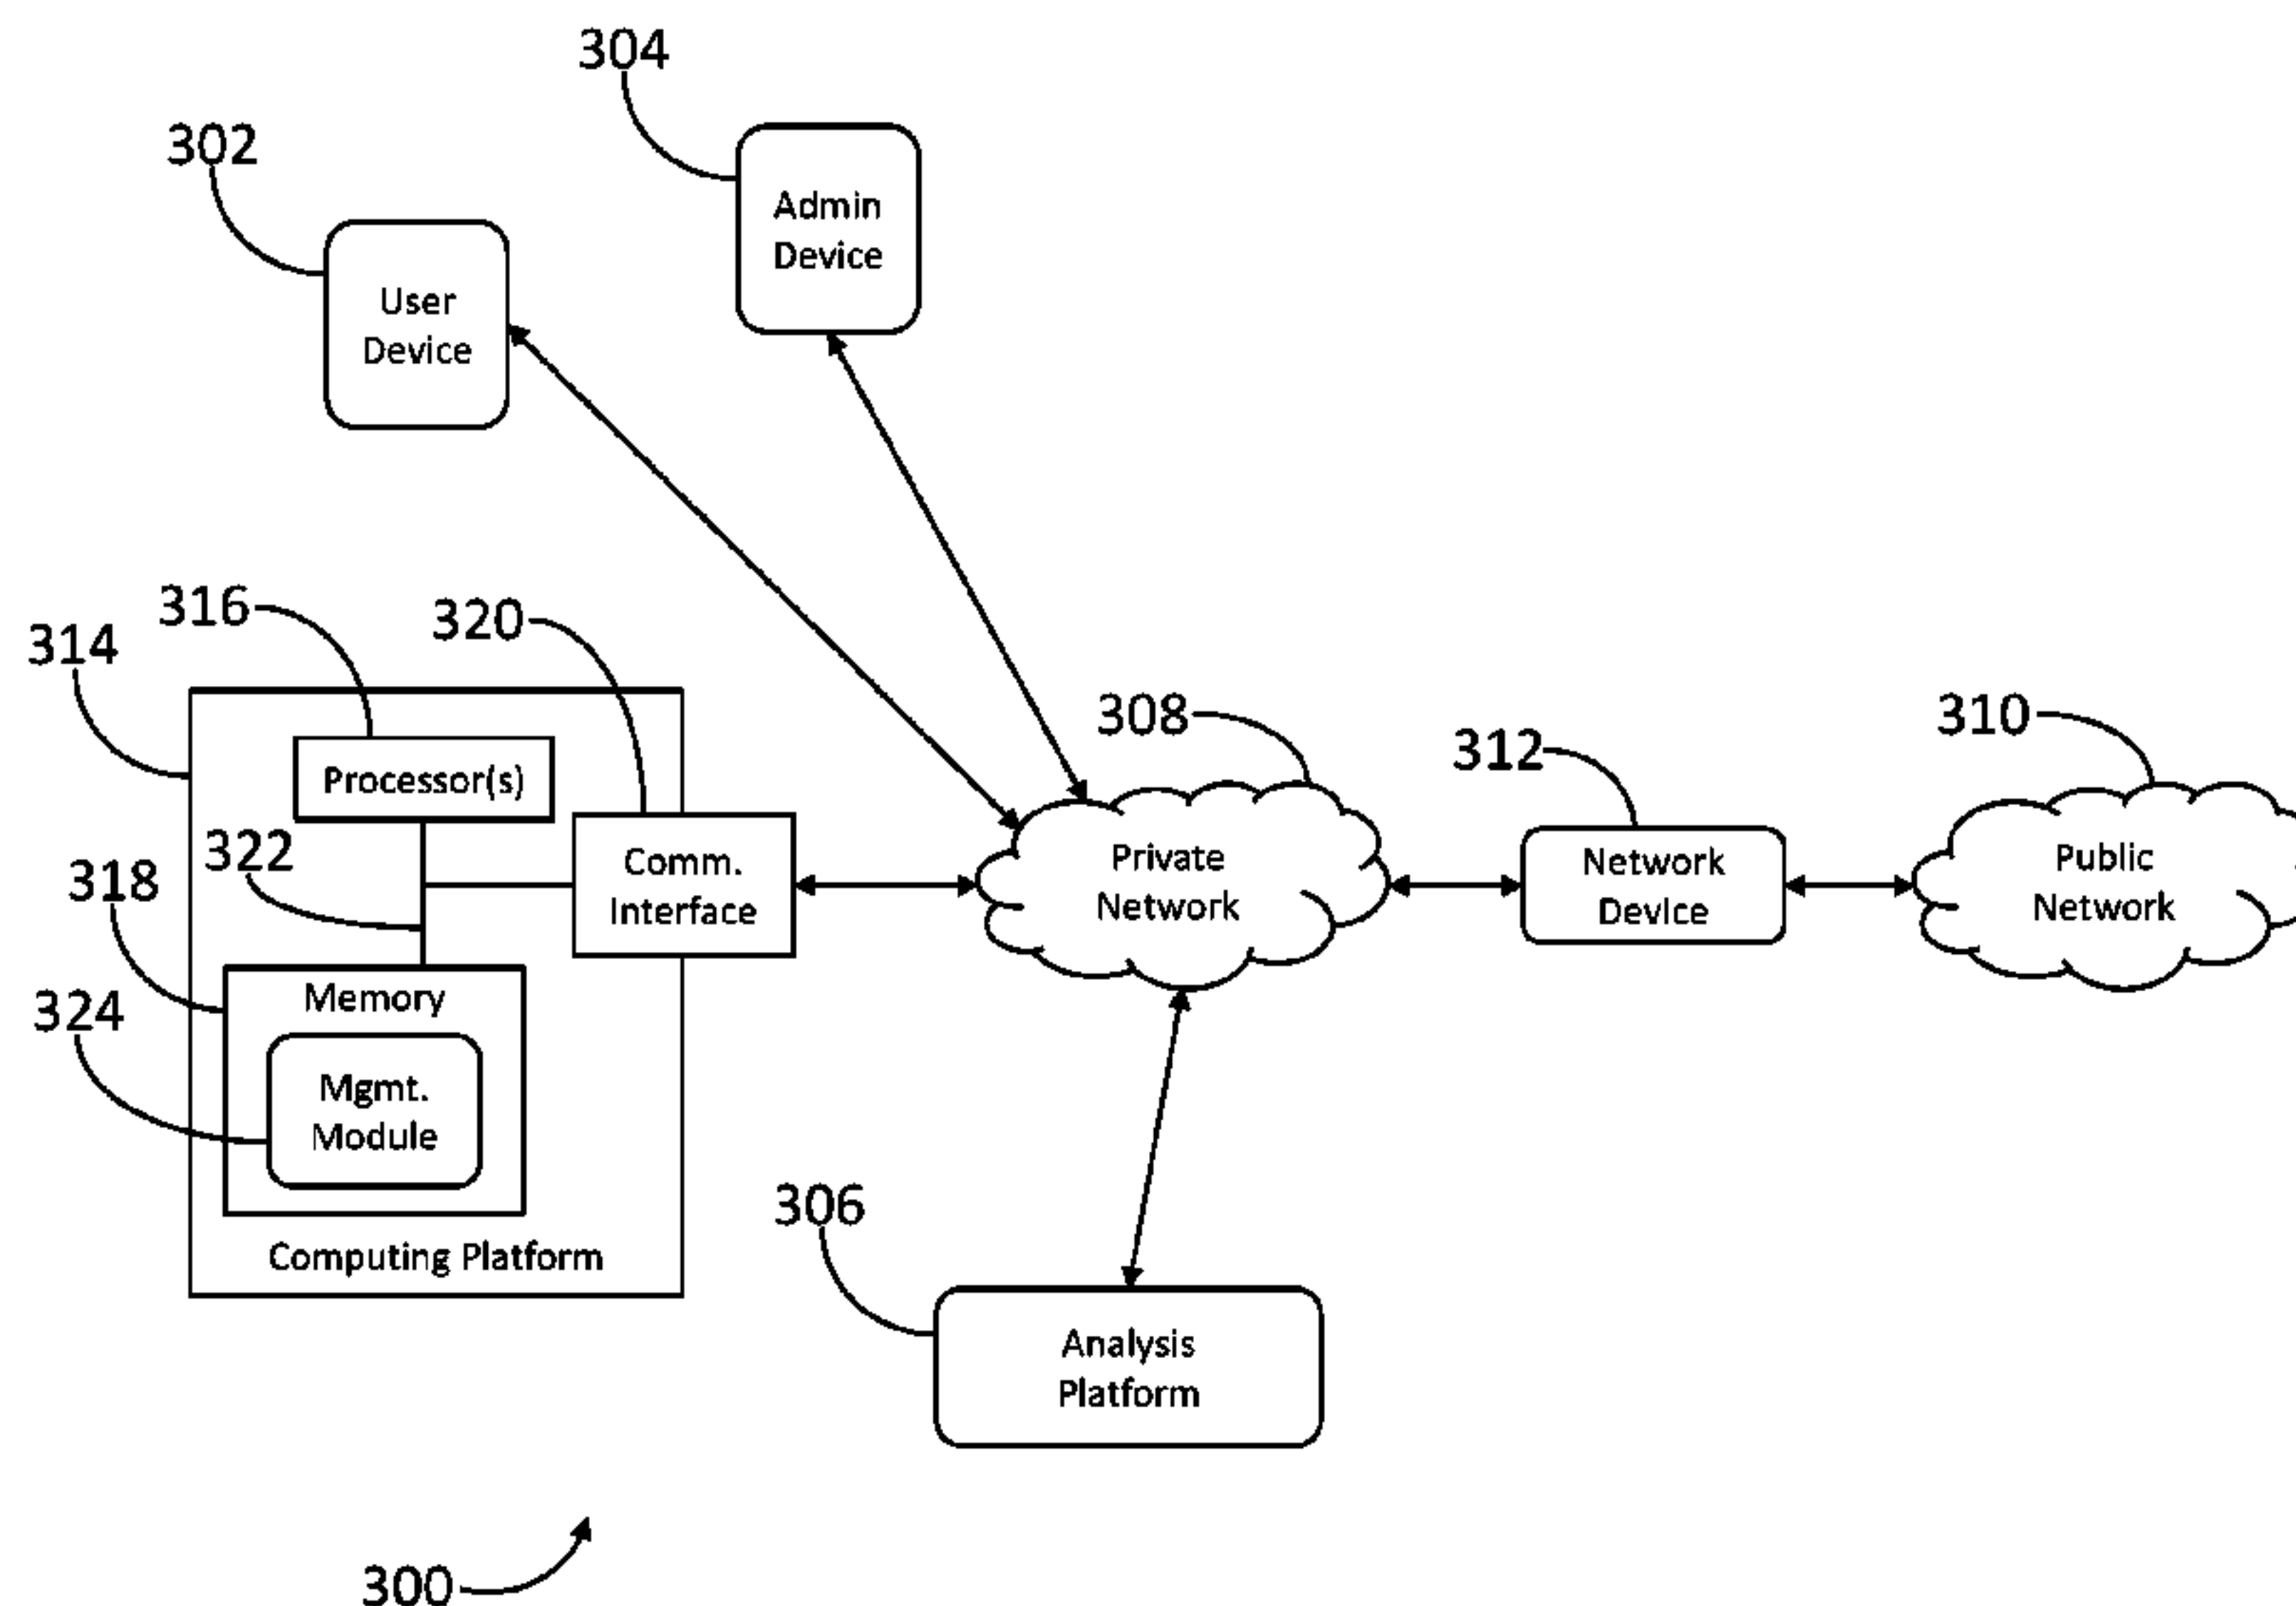 304
302
Admin
Device
User
Device
316
320
314
308
310
312
Processor(s)
322
318
Comm.
Interface
Private
Network
Network
Device
Public
Network
Memory
324
Mgmt.
Module
306
Computing Platform
Analysis
Platform
300